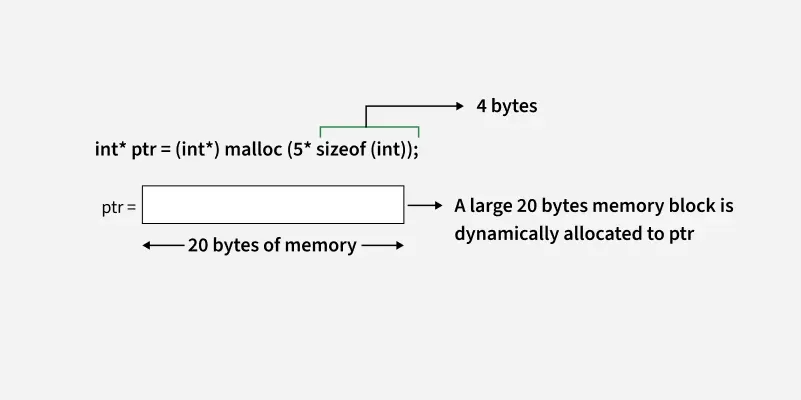 4 bytes
int* ptr = (int*) malloc (5* sizeof (int));
ptr =
A large 20 bytes memory block is
dynamically allocated to ptr
20 bytes of memory